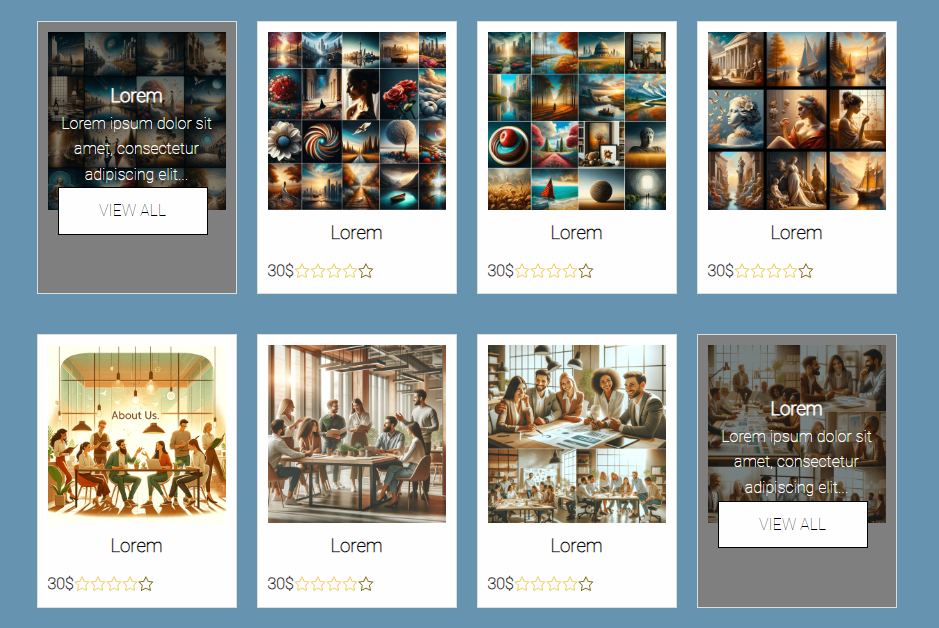 Lorem
Lorem ipsum dolor sit
amet, consectetur
adipiscing elit...
VIEW ALL
Lorem
30$
Lorem
30$
Lorem
30$
About Us.
Lorem
30$
Lorem
30$
Lorem
30$
Lorem
Lorem ipsum dolor sit
amet, consectetur
adipiscing elit...
VIEW ALL